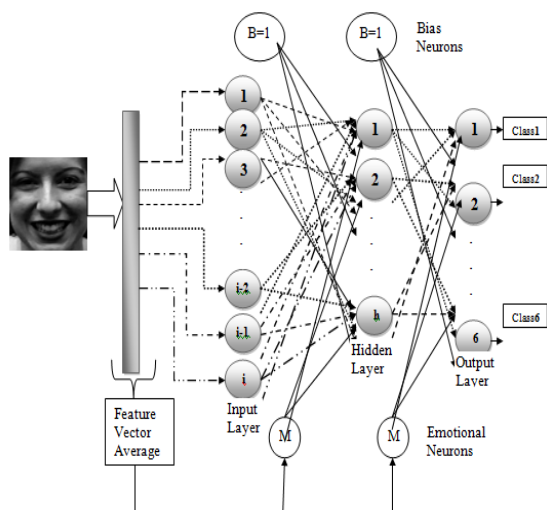 B=1
B=1
Bias
Neurons
1
2
3
i-2
i-1
i
1
2
h
1
2
6
Class1
Class2
Class6
Hidden
Layer
Output
Layer
Input
Layer
Feature
Vector
Average
M
M
Emotional
Neurons